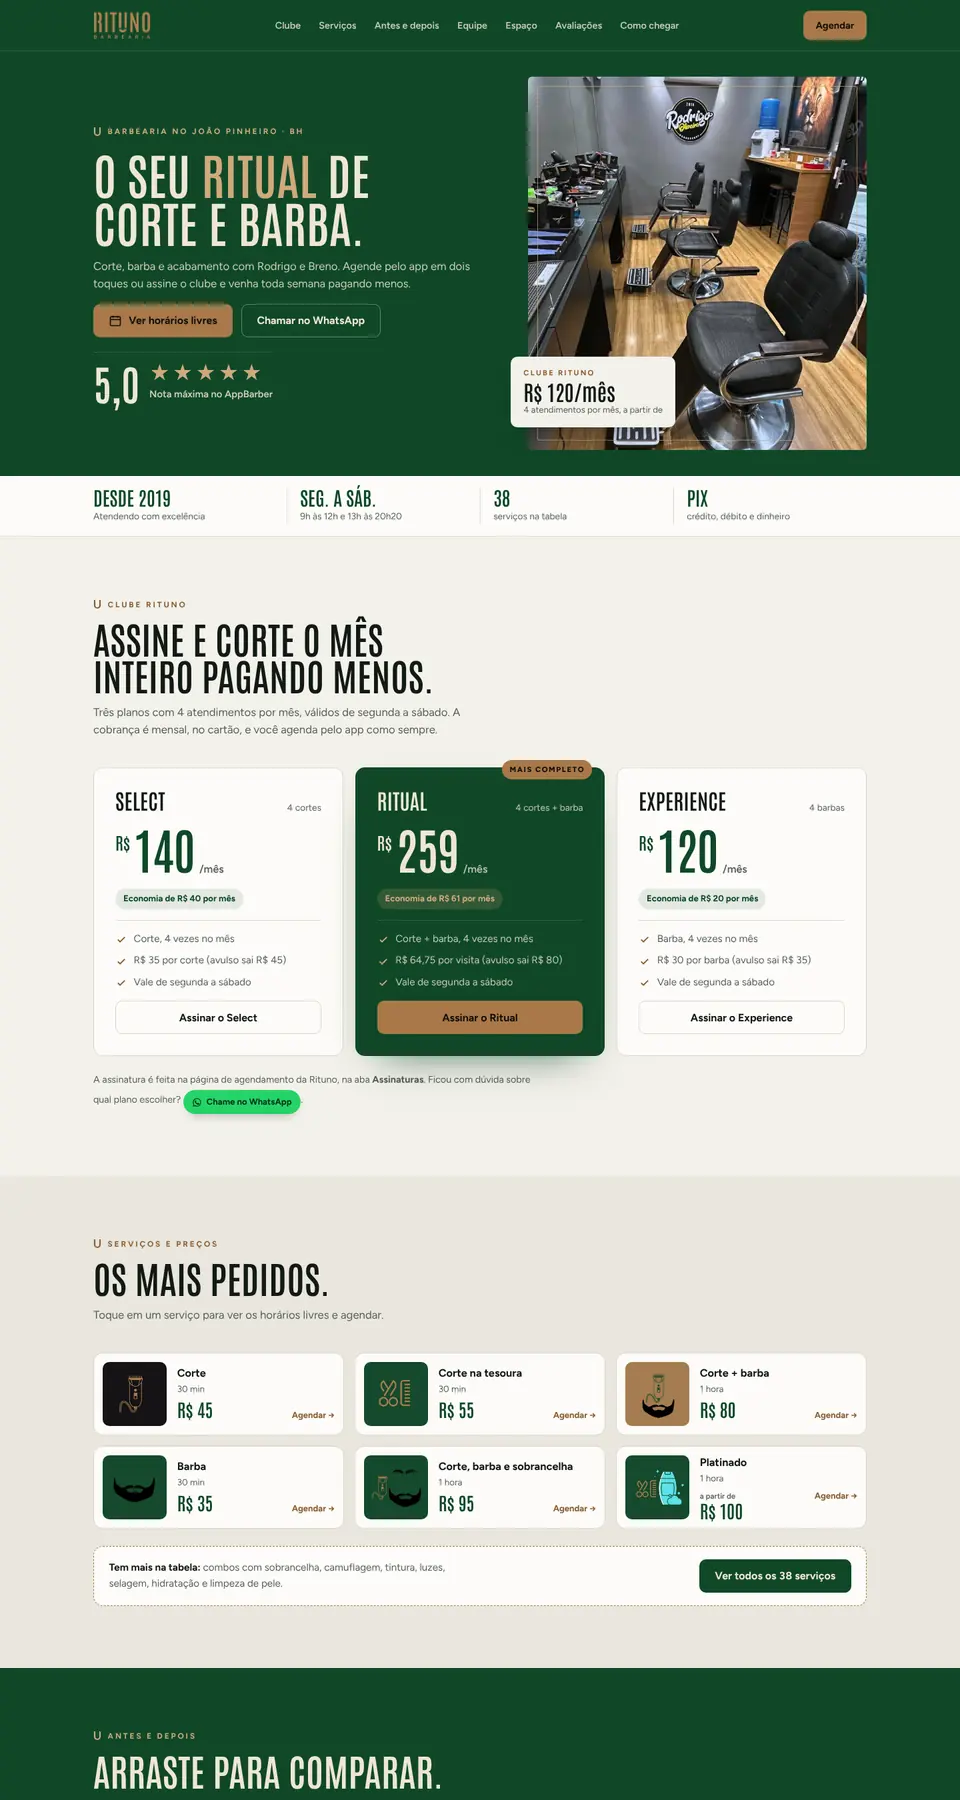 RITUNO
BARBEARIA
Clube Serviços Antes e depois Equipe Espaço Avaliações Como chegar
Agendar
U BARBEARIA NO JOÃO PINHEIRO · BH
O SEU RITUAL DE
CORTE E BARBA.
Corte, barba e acabamento com Rodrigo e Breno. Agende pelo app em dois
toques ou assine o clube e venha toda semana pagando menos.
Ver horários livres
Chamar no WhatsApp
5,0
Nota máxima no AppBarber
Rodrigo
CLUBE RITUNO
R$ 120/mês
4 atendimentos por mês, a partir de
DESDE 2019
Atendendo com excelência
SEG. A SÁB.
9h às 12h e 13h às 20h20
38
serviços na tabela
PIX
crédito, débito e dinheiro
U CLUBE RITUNO
ASSINE E CORTE O MÊS
INTEIRO PAGANDO MENOS.
Três planos com 4 atendimentos por mês, válidos de segunda a sábado. A
cobrança é mensal, no cartão, e você agenda pelo app como sempre.
SELECT
4 cortes
R$ 140 /mês
Economia de R$ 40 por mês
Corte, 4 vezes no mês
R$ 35 por corte (avulso sai R$ 45)
Vale de segunda a sábado
Assinar o Select
MAIS COMPLETO
RITUAL
4 cortes + barba
R$ 259 /mês
Economia de R$ 61 por mês
Corte + barba, 4 vezes no mês
R$ 64,75 por visita (avulso sai R$ 80)
Vale de segunda a sábado
Assinar o Ritual
EXPERIENCE
4 barbas
R$ 120 /mês
Economia de R$ 20 por mês
Barba, 4 vezes no mês
R$ 30 por barba (avulso sai R$ 35)
Vale de segunda a sábado
Assinar o Experience
A assinatura é feita na página de agendamento da Rituno, na aba Assinaturas. Ficou com dúvida sobre
qual plano escolher? Chame no WhatsApp.
U SERVIÇOS E PREÇOS
OS MAIS PEDIDOS.
Toque em um serviço para ver os horários livres e agendar.
Corte
30 min
R$ 45
Agendar →
Corte na tesoura
30 min
R$ 55
Agendar →
Corte + barba
1 hora
R$ 80
Agendar →
Barba
30 min
R$ 35
Agendar →
Corte, barba e sobrancelha
1 hora
R$ 95
Agendar →
Platinado
1 hora
a partir de
R$ 100
Agendar →
Tem mais na tabela: combos com sobrancelha, camuflagem, tintura, luzes,
selagem, hidratação e limpeza de pele.
Ver todos os 38 serviços
U ANTES E DEPOIS
ARRASTE PARA COMPARAR.